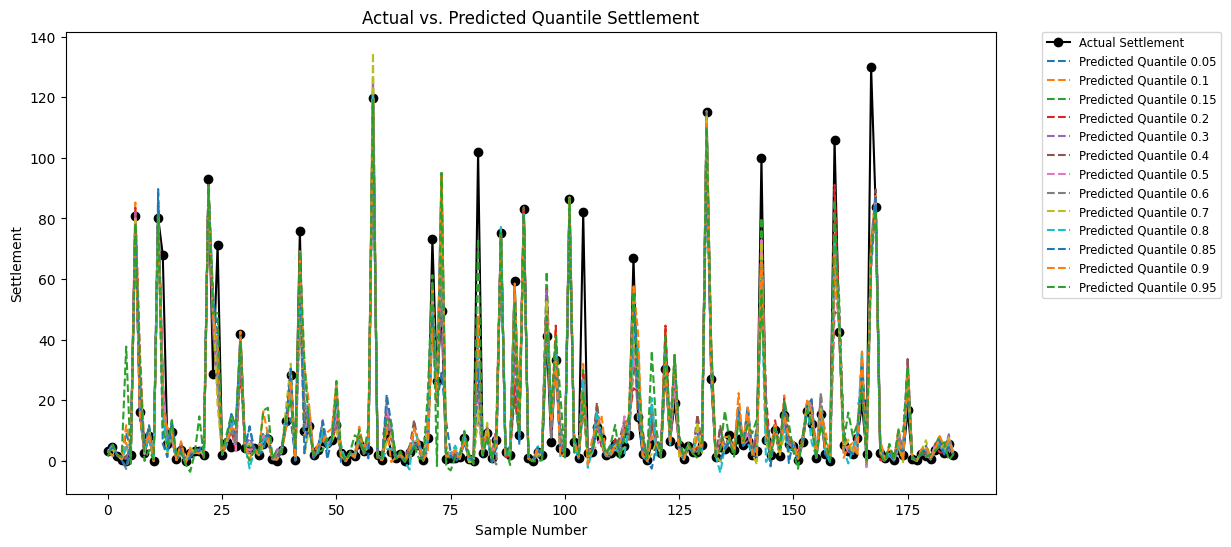 Actual vs. Predicted Quantile Settlement
140
120
100
80
60
40
20
0
Settlement
0
25
50
75
100
125
150
175
Sample Number
Actual Settlement
Predicted Quantile 0.05
Predicted Quantile 0.1
Predicted Quantile 0.15
Predicted Quantile 0.2
Predicted Quantile 0.3
Predicted Quantile 0.4
Predicted Quantile 0.5
Predicted Quantile 0.6
Predicted Quantile 0.7
Predicted Quantile 0.8
Predicted Quantile 0.85
Predicted Quantile 0.9
Predicted Quantile 0.95